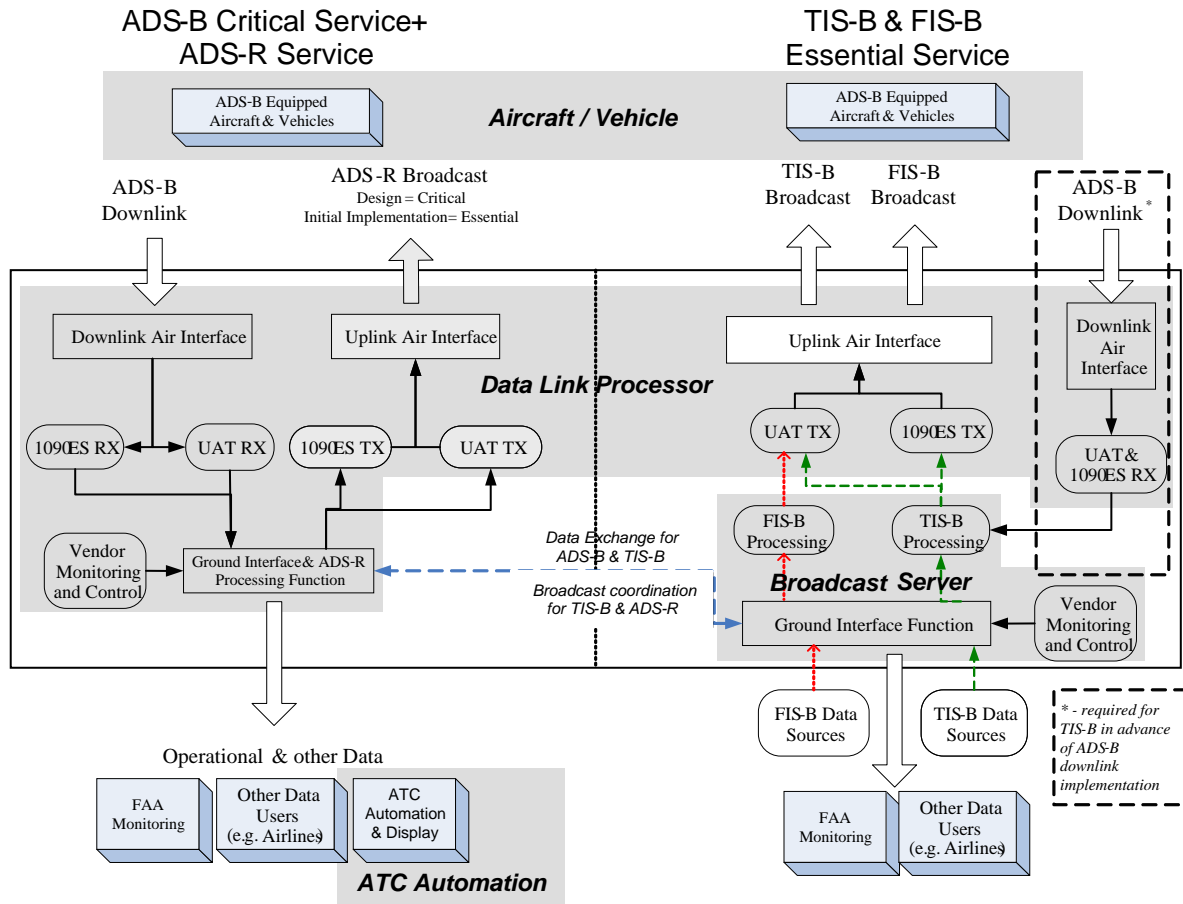 ADS-B Critical Service+
ADS-R Service
TIS-B & FIS-B
Essential Service
ADS-B Equipped
Aircraft & Vehicles
Aircraft / Vehicle
ADS-B Equipped
Aircraft & Vehicles
ADS-B
Downlink
ADS-R Broadcast
Design = Critical
Initial Implementation= Essential
TIS-B
Broadcast
FIS-B
Broadcast
ADS-B
Downlink *
Downlink Air Interface
Uplink Air Interface
Uplink Air Interface
Downlink
Air
Interface
Data Link Processor
1090ES RX
UAT RX
1090ES TX
UAT TX
UAT TX
1090ES TX
UAT &
1090ES RX
FIS-B
Processing
TIS-B
Processing
Vendor
Monitoring
and Control
Ground Interface & ADS-R
Processing Function
Data Exchange for
ADS-B & TIS-B
Broadcast coordination
for TIS-B & ADS-R
Broadcast Server
Ground Interface Function
Vendor
Monitoring
and Control
FIS-B Data
Sources
TIS-B Data
Sources
* - required for
TIS-B in advance
of ADS-B
downlink
implementation
Operational & other Data
FAA
Monitoring
Other Data
Users
(e.g. Airlines)
ATC
Automation
& Display
ATC Automation
FAA
Monitoring
Other Data
Users
(e.g. Airlines)